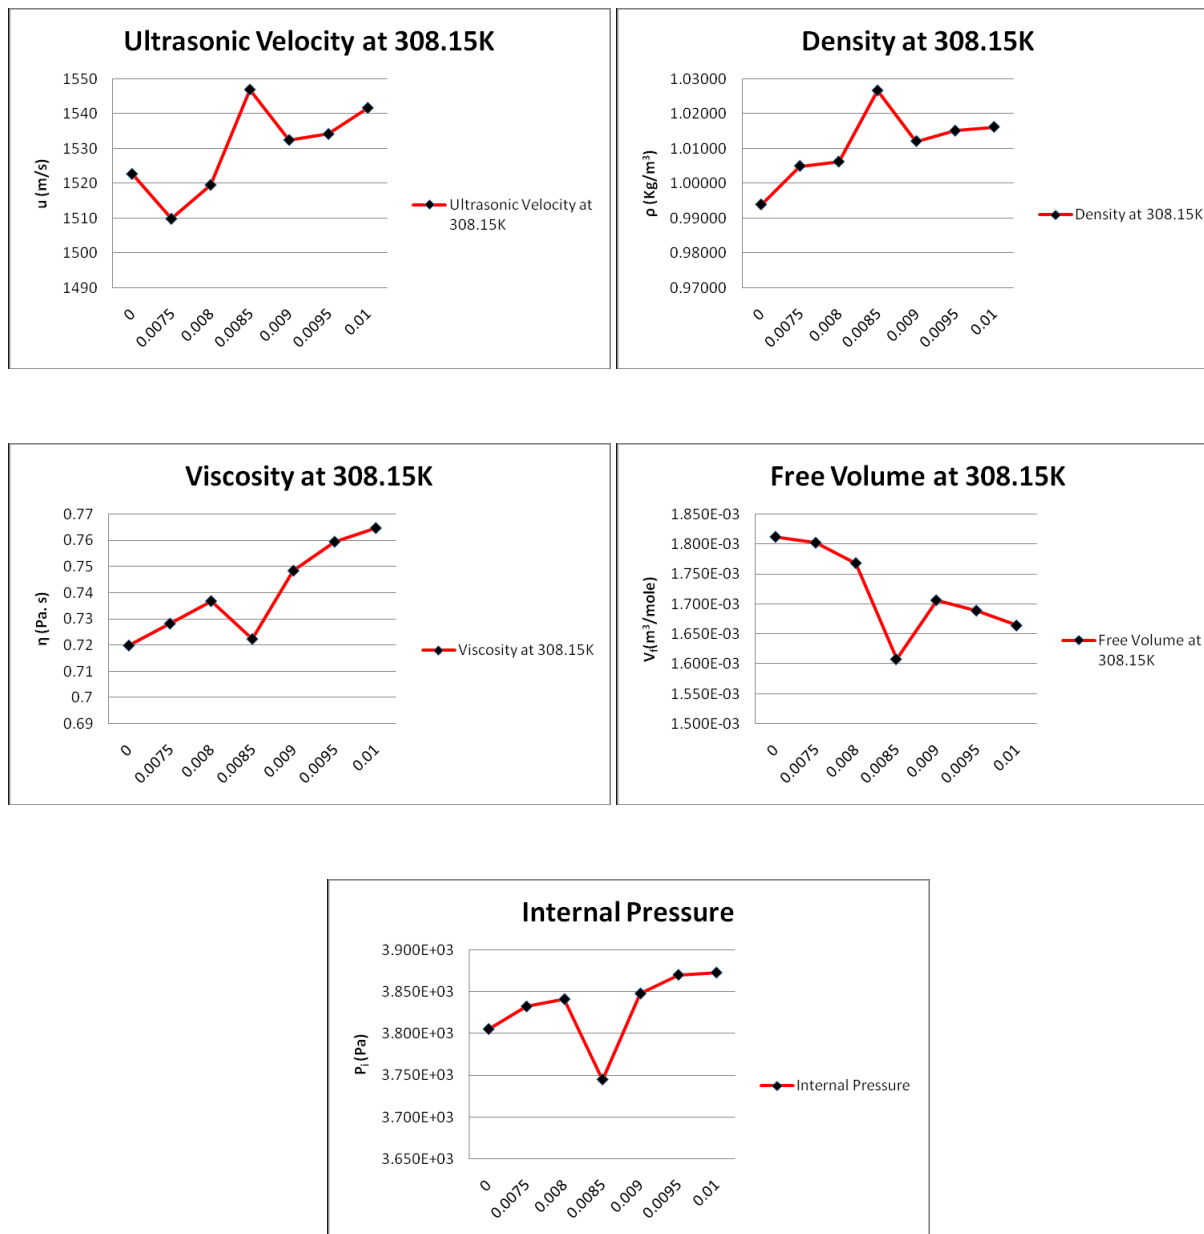 Ultrasonic Velocity at 308.15K
u (m/s)
1550
1540
1530
1520
1510
1500
1490
0
0.0075
0.008
0.0085
0.009
0.0095
0.01
Ultrasonic Velocity at
308.15K
Density at 308.15K
ρ (Kg/m³)
1.03000
1.02000
1.01000
1.00000
0.99000
0.98000
0.97000
0
0.0075
0.008
0.0085
0.009
0.0095
0.01
Density at 308.15K
Viscosity at 308.15K
η (Pa. s)
0.77
0.76
0.75
0.74
0.73
0.72
0.71
0.7
0.69
0
0.0075
0.008
0.0085
0.009
0.0095
0.01
Viscosity at 308.15K
Free Volume at 308.15K
Vf(m³/mole)
1.850E-03
1.800E-03
1.750E-03
1.700E-03
1.650E-03
1.600E-03
1.550E-03
1.500E-03
0
0.0075
0.008
0.0085
0.009
0.0095
0.01
Free Volume at
308.15K
Internal Pressure
Pi (Pa)
3.900E+03
3.850E+03
3.800E+03
3.750E+03
3.700E+03
3.650E+03
0
0.0075
0.008
0.0085
0.009
0.0095
0.01
Internal Pressure